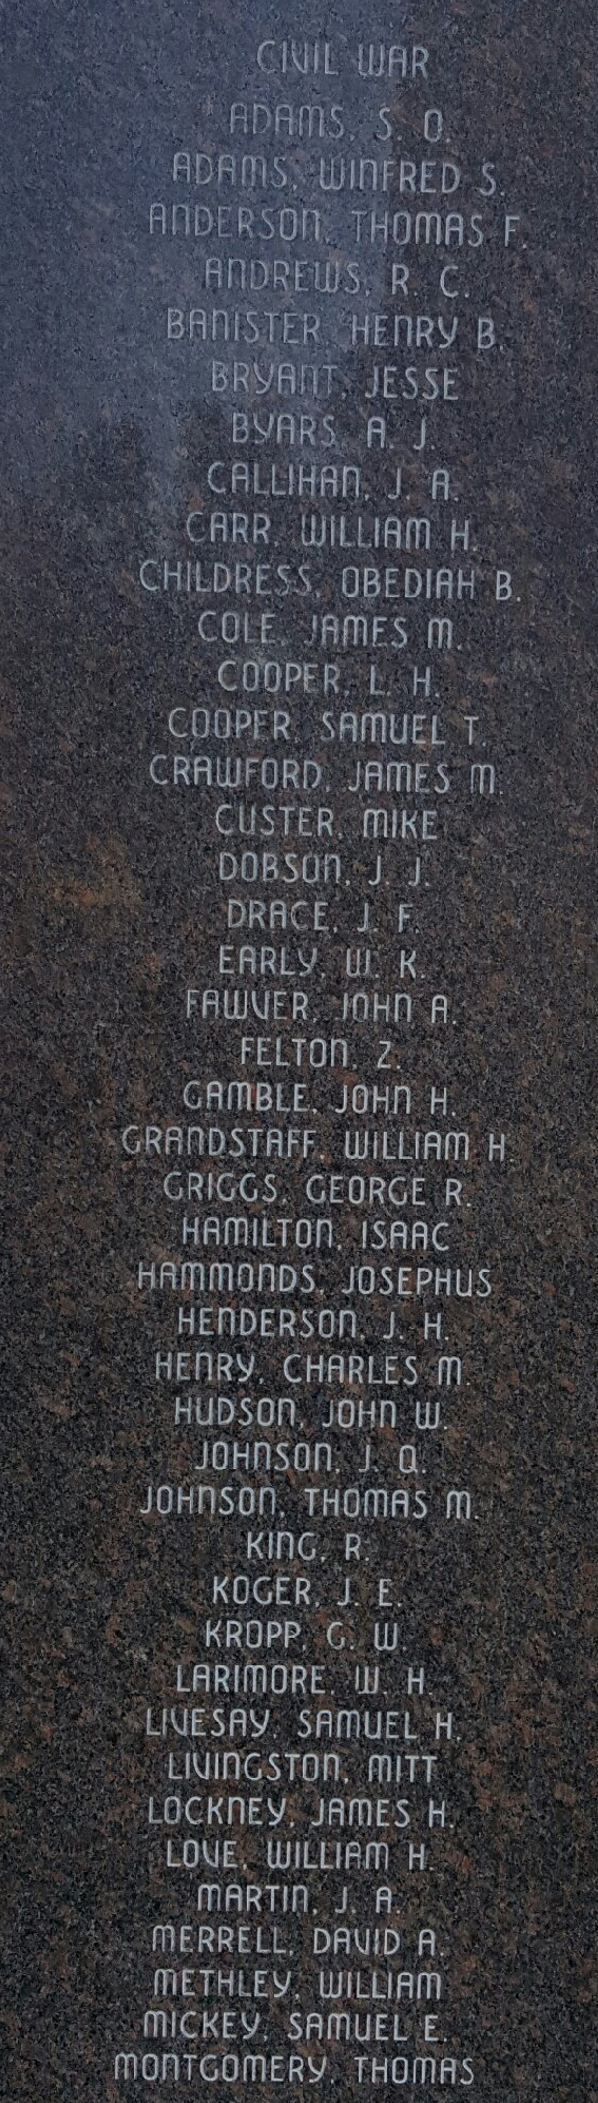 CIVIL WAR
ADAMS, S. O.
ADAMS, WINFRED S.
ANDERSON, THOMAS F.
ANDREWS, R. C.
BANISTER, HENRY B.
BRYANT, JESSE
BYARS, A. J.
CALLIHAN, J. A.
CARR, WILLIAM H.
CHILDRESS, OBEDIAH B.
COLE, JAMES M.
COOPER, L. H.
COOPER, SAMUEL T.
CRAWFORD, JAMES M.
CUSTER, MIKE
DOBSON, J. J.
DRACE, J. F.
EARLY, W. K.
FAWVER, JOHN A.
FELTON, Z.
GAMBLE, JOHN H.
GRANDSTAFF, WILLIAM H.
GRIGGS, GEORGE R.
HAMILTON, ISAAC
HAMMONDS, JOSEPHUS
HENDERSON, J. H.
HENRY, CHARLES M.
HUDSON, JOHN W.
JOHNSON, J. Q.
JOHNSON, THOMAS M.
KING, R.
KOGER, J. E.
KROPP, G. W.
LARIMORE, W. H.
LIVESAY, SAMUEL H.
LIVINGSTON, MITT
LOCKNEY, JAMES H.
LOVE, WILLIAM H.
MARTIN, J. A.
MERRELL, DAVID A.
METHLEY, WILLIAM
MICKEY, SAMUEL E.
MONTGOMERY, THOMAS